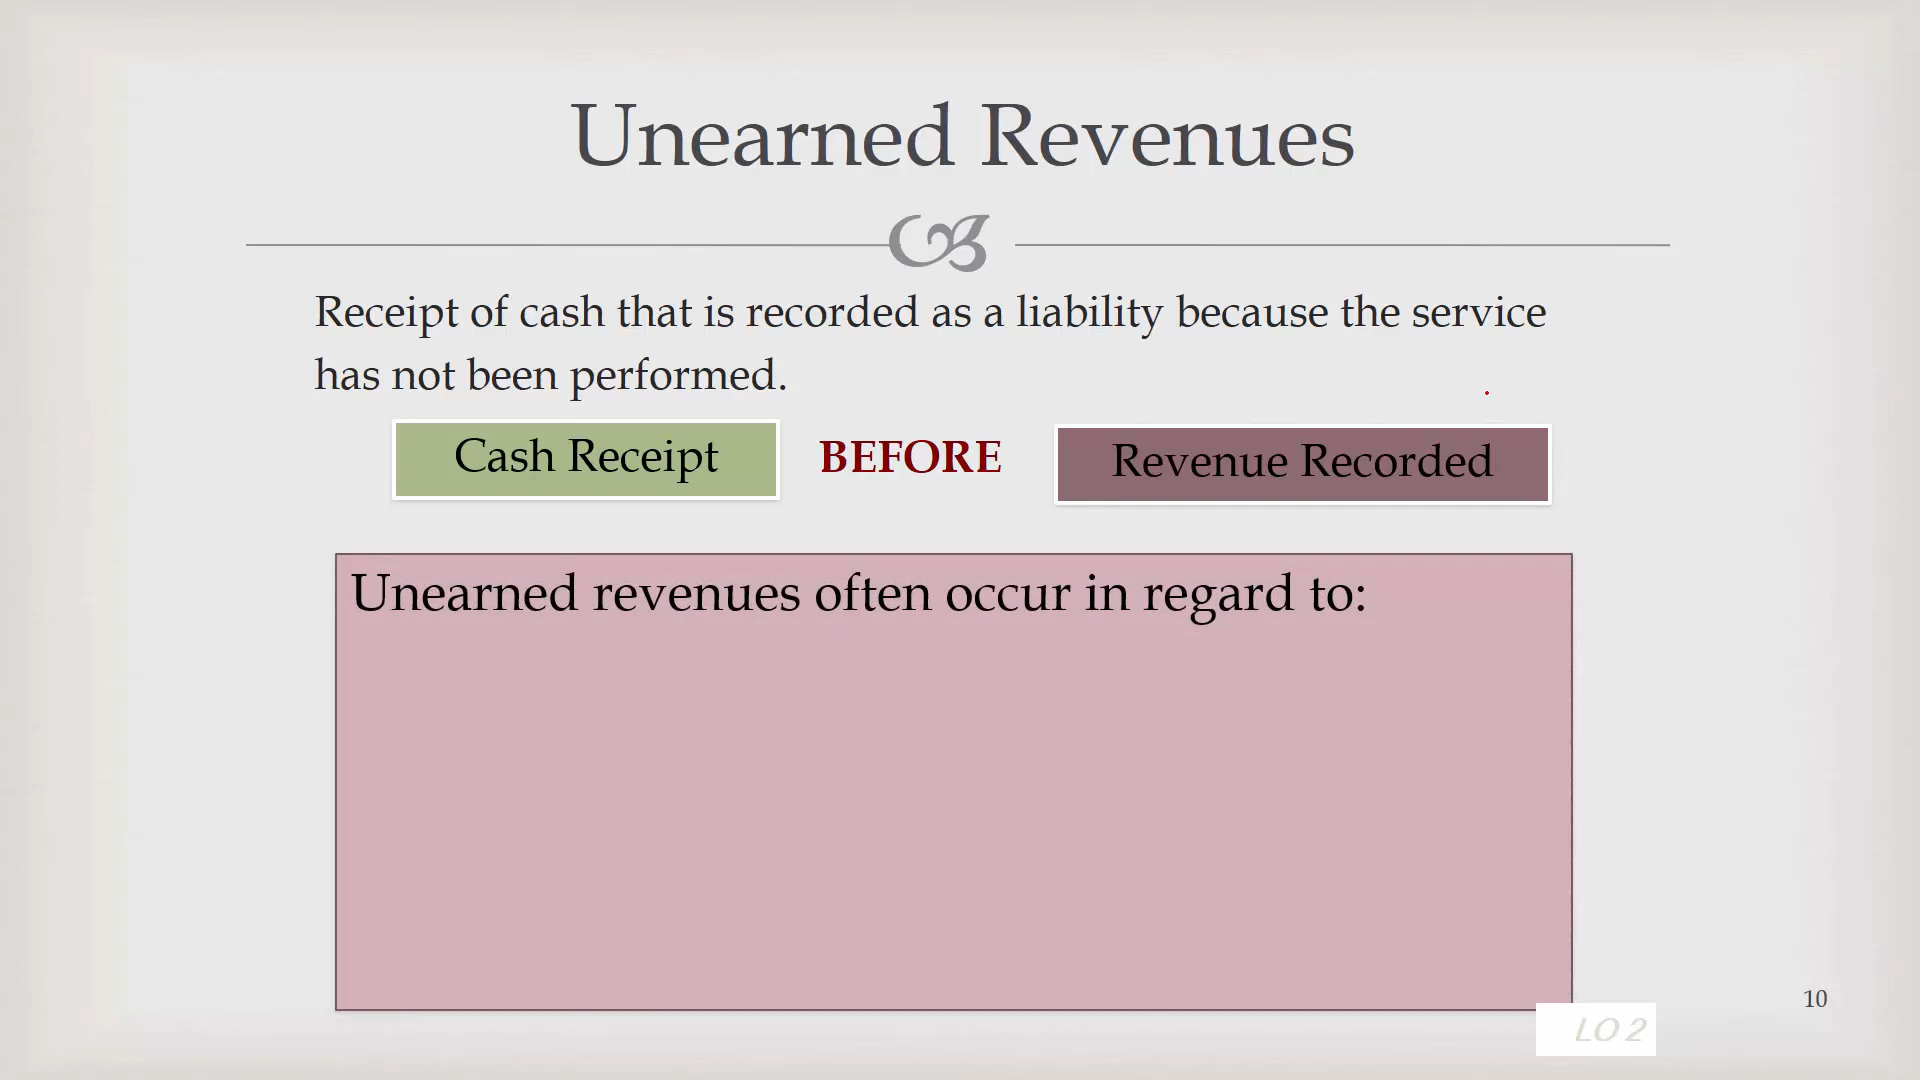 Unearned Revenues
Receipt of cash that is recorded as a liability because the service
has not been performed.
Cash Receipt BEFORE Revenue Recorded
Unearned revenues often occur in regard to:
10
LO 2